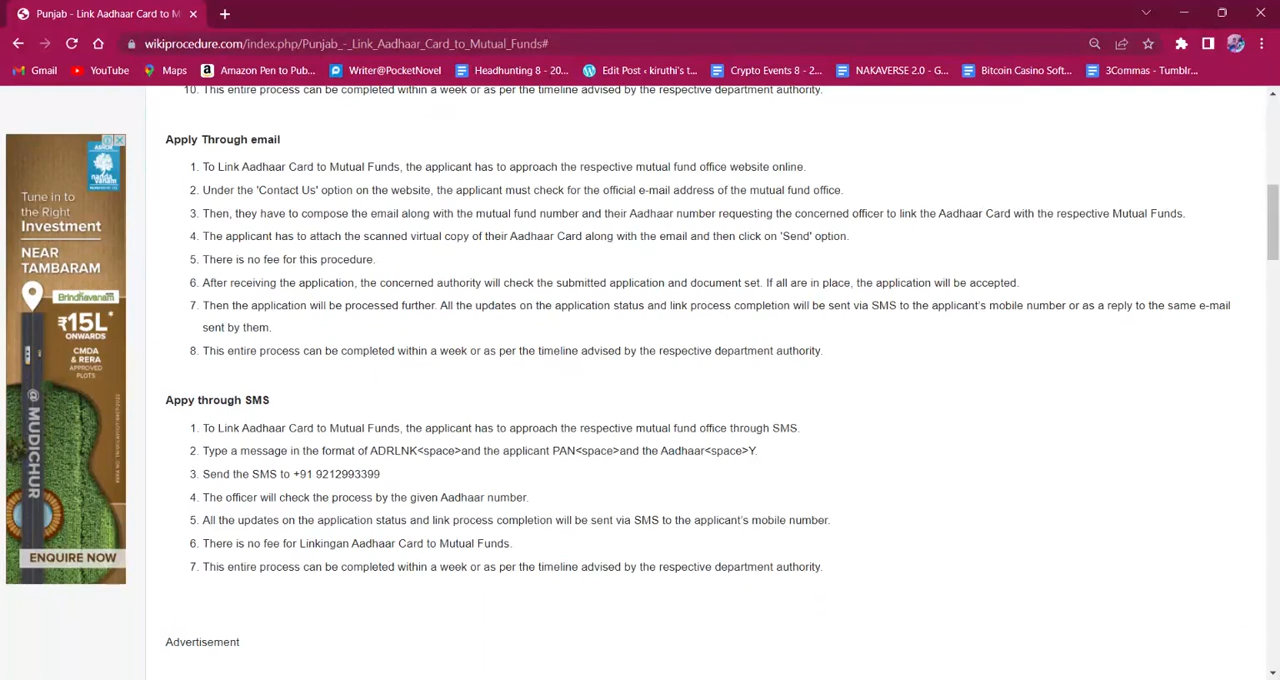 Punjab - Link Aadhaar Card to M
wikiprocedure.com/index.php/Punjab_-_Link_Aadhaar_Card_to_Mutual_Funds#
Gmail YouTube Maps Amazon Pen to Pub... Writer@PocketNovel Headhunting 8 - 20... Edit Post ‹ kiruthi's t... Crypto Events 8 - 2... NAKAVERSE 2.0 - G... Bitcoin Casino Soft... 3Commas - Tumblr...
10. This entire process can be completed within a week or as per the timeline advised by the respective department authority.
Apply Through email
1. To Link Aadhaar Card to Mutual Funds, the applicant has to approach the respective mutual fund office website online.
2. Under the 'Contact Us' option on the website, the applicant must check for the official e-mail address of the mutual fund office.
3. Then, they have to compose the email along with the mutual fund number and their Aadhaar number requesting the concerned officer to link the Aadhaar Card with the respective Mutual Funds.
4. The applicant has to attach the scanned virtual copy of their Aadhaar Card along with the email and then click on 'Send' option.
5. There is no fee for this procedure.
6. After receiving the application, the concerned authority will check the submitted application and document set. If all are in place, the application will be accepted.
7. Then the application will be processed further. All the updates on the application status and link process completion will be sent via SMS to the applicant's mobile number or as a reply to the same e-mail
sent by them.
8. This entire process can be completed within a week or as per the timeline advised by the respective department authority.
Appy through SMS
1. To Link Aadhaar Card to Mutual Funds, the applicant has to approach the respective mutual fund office through SMS.
2. Type a message in the format of ADRLNK<space>and the applicant PAN<space>and the Aadhaar<space>Y.
3. Send the SMS to +91 9212993399
4. The officer will check the process by the given Aadhaar number.
5. All the updates on the application status and link process completion will be sent via SMS to the applicant's mobile number.
6. There is no fee for Linkingan Aadhaar Card to Mutual Funds.
7. This entire process can be completed within a week or as per the timeline advised by the respective department authority.
Advertisement
nanda
vanam
Tune in to
the Right
Investment
NEAR
TAMBARAM
Brindhavanam
₹15L*
ONWARDS
CMDA
& RERA
APPROVED
PLOTS
@ MUDICHUR
ENQUIRE NOW